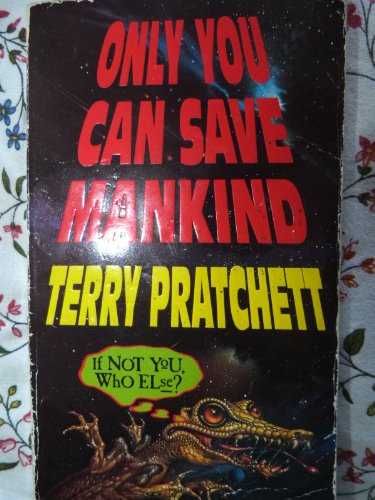 ONLY YOU
CAN SAVE
MANKIND
TERRY PRATCHETT
If NOT YoU,
WhO ELse?